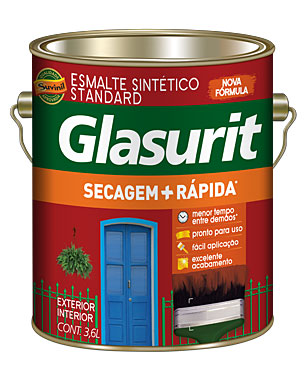 Suvinil
ESMALTE SINTÉTICO
STANDARD
NOVA
FÓRMULA
Glasurit
SECAGEM + RÁPIDA*
menor tempo
entre demãos*
pronto para uso
fácil aplicação
excelente
acabamento
EXTERIOR
INTERIOR
CONT. 3,6L